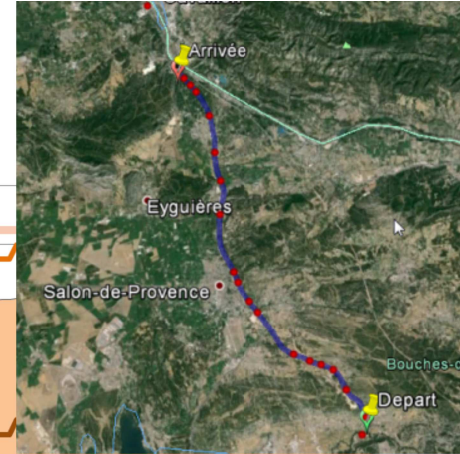 Arrivée
Eyguières
Salon-de-Provence
Bouches-d
Depart